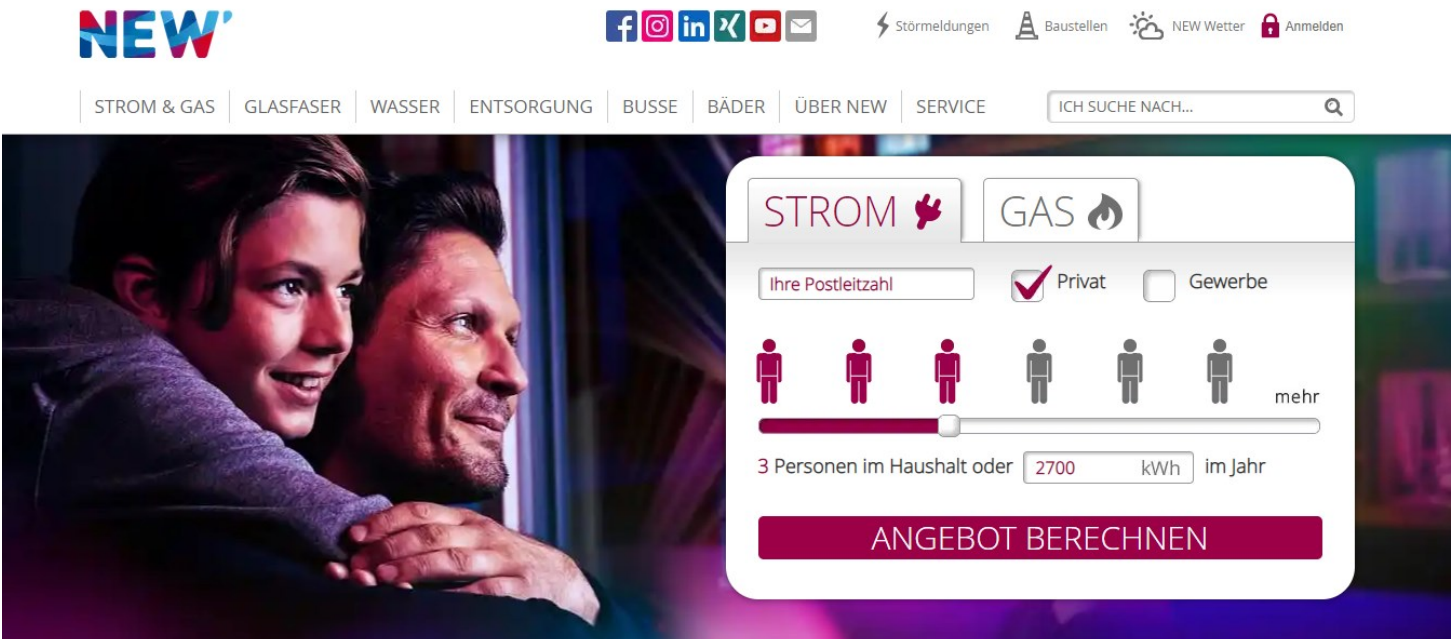 NEW'
Störmeldungen
Baustellen
NEW Wetter
Anmelden
STROM & GAS
GLASFASER
WASSER
ENTSORGUNG
BUSSE
BÄDER
ÜBER NEW
SERVICE
ICH SUCHE NACH...
STROM
GAS
Ihre Postleitzahl
Privat
Gewerbe
mehr
3 Personen im Haushalt oder 2700 kWh im Jahr
ANGEBOT BERECHNEN